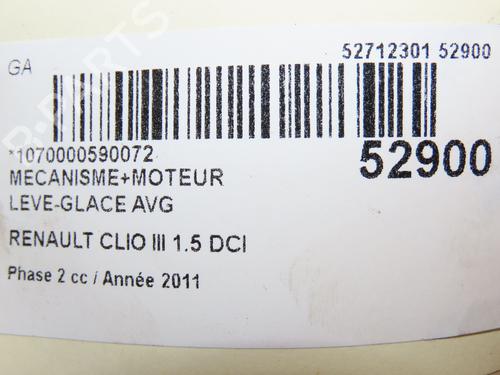 GA
52712301 52900
*1070000590072
52900
MECANISME+MOTEUR
LEVE-GLACE AVG
RENAULT CLIO III 1.5 DCI
Phase 2 cc / Année 2011